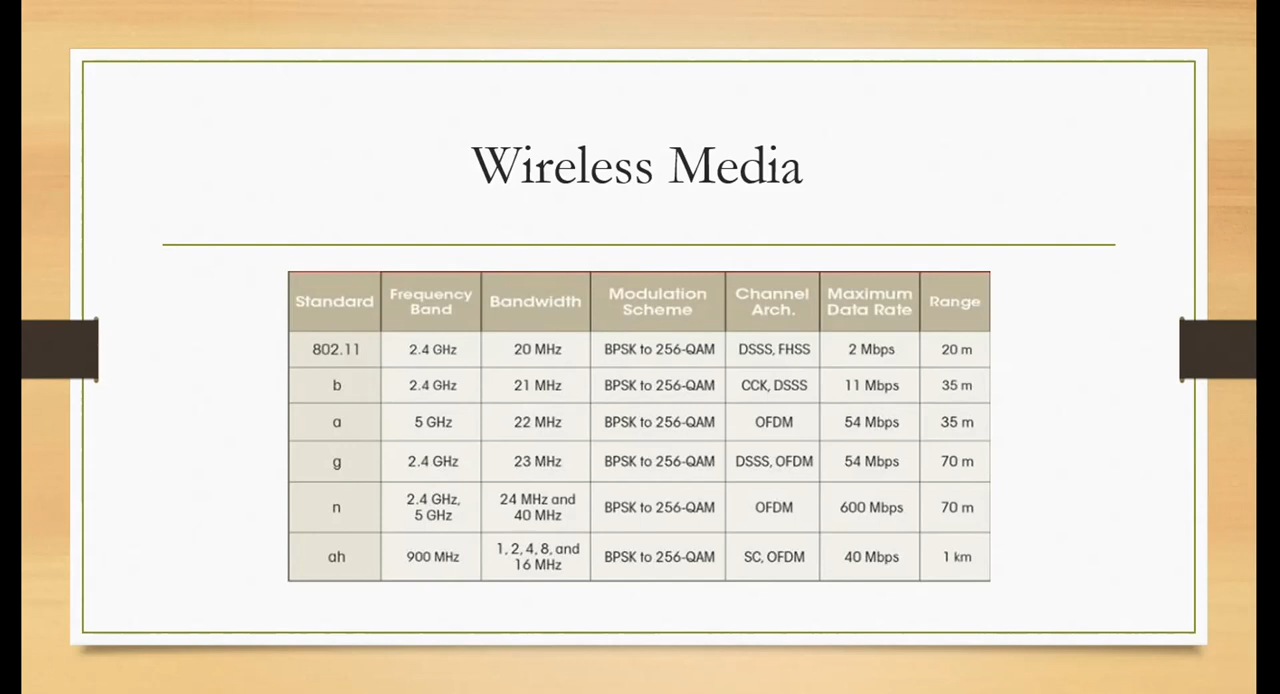 Wireless Media
Standard Frequency Band Bandwidth Modulation Scheme Channel Arch. Maximum Data Rate Range
802.11 2.4 GHz 20 MHz BPSK to 256-QAM DSSS, FHSS 2 Mbps 20 m
b 2.4 GHz 21 MHz BPSK to 256-QAM CCK, DSSS 11 Mbps 35 m
a 5 GHz 22 MHz BPSK to 256-QAM OFDM 54 Mbps 35 m
g 2.4 GHz 23 MHz BPSK to 256-QAM DSSS, OFDM 54 Mbps 70 m
n 2.4 GHz, 5 GHz 24 MHz and 40 MHz BPSK to 256-QAM OFDM 600 Mbps 70 m
ah 900 MHz 1, 2, 4, 8, and 16 MHz BPSK to 256-QAM SC, OFDM 40 Mbps 1 km